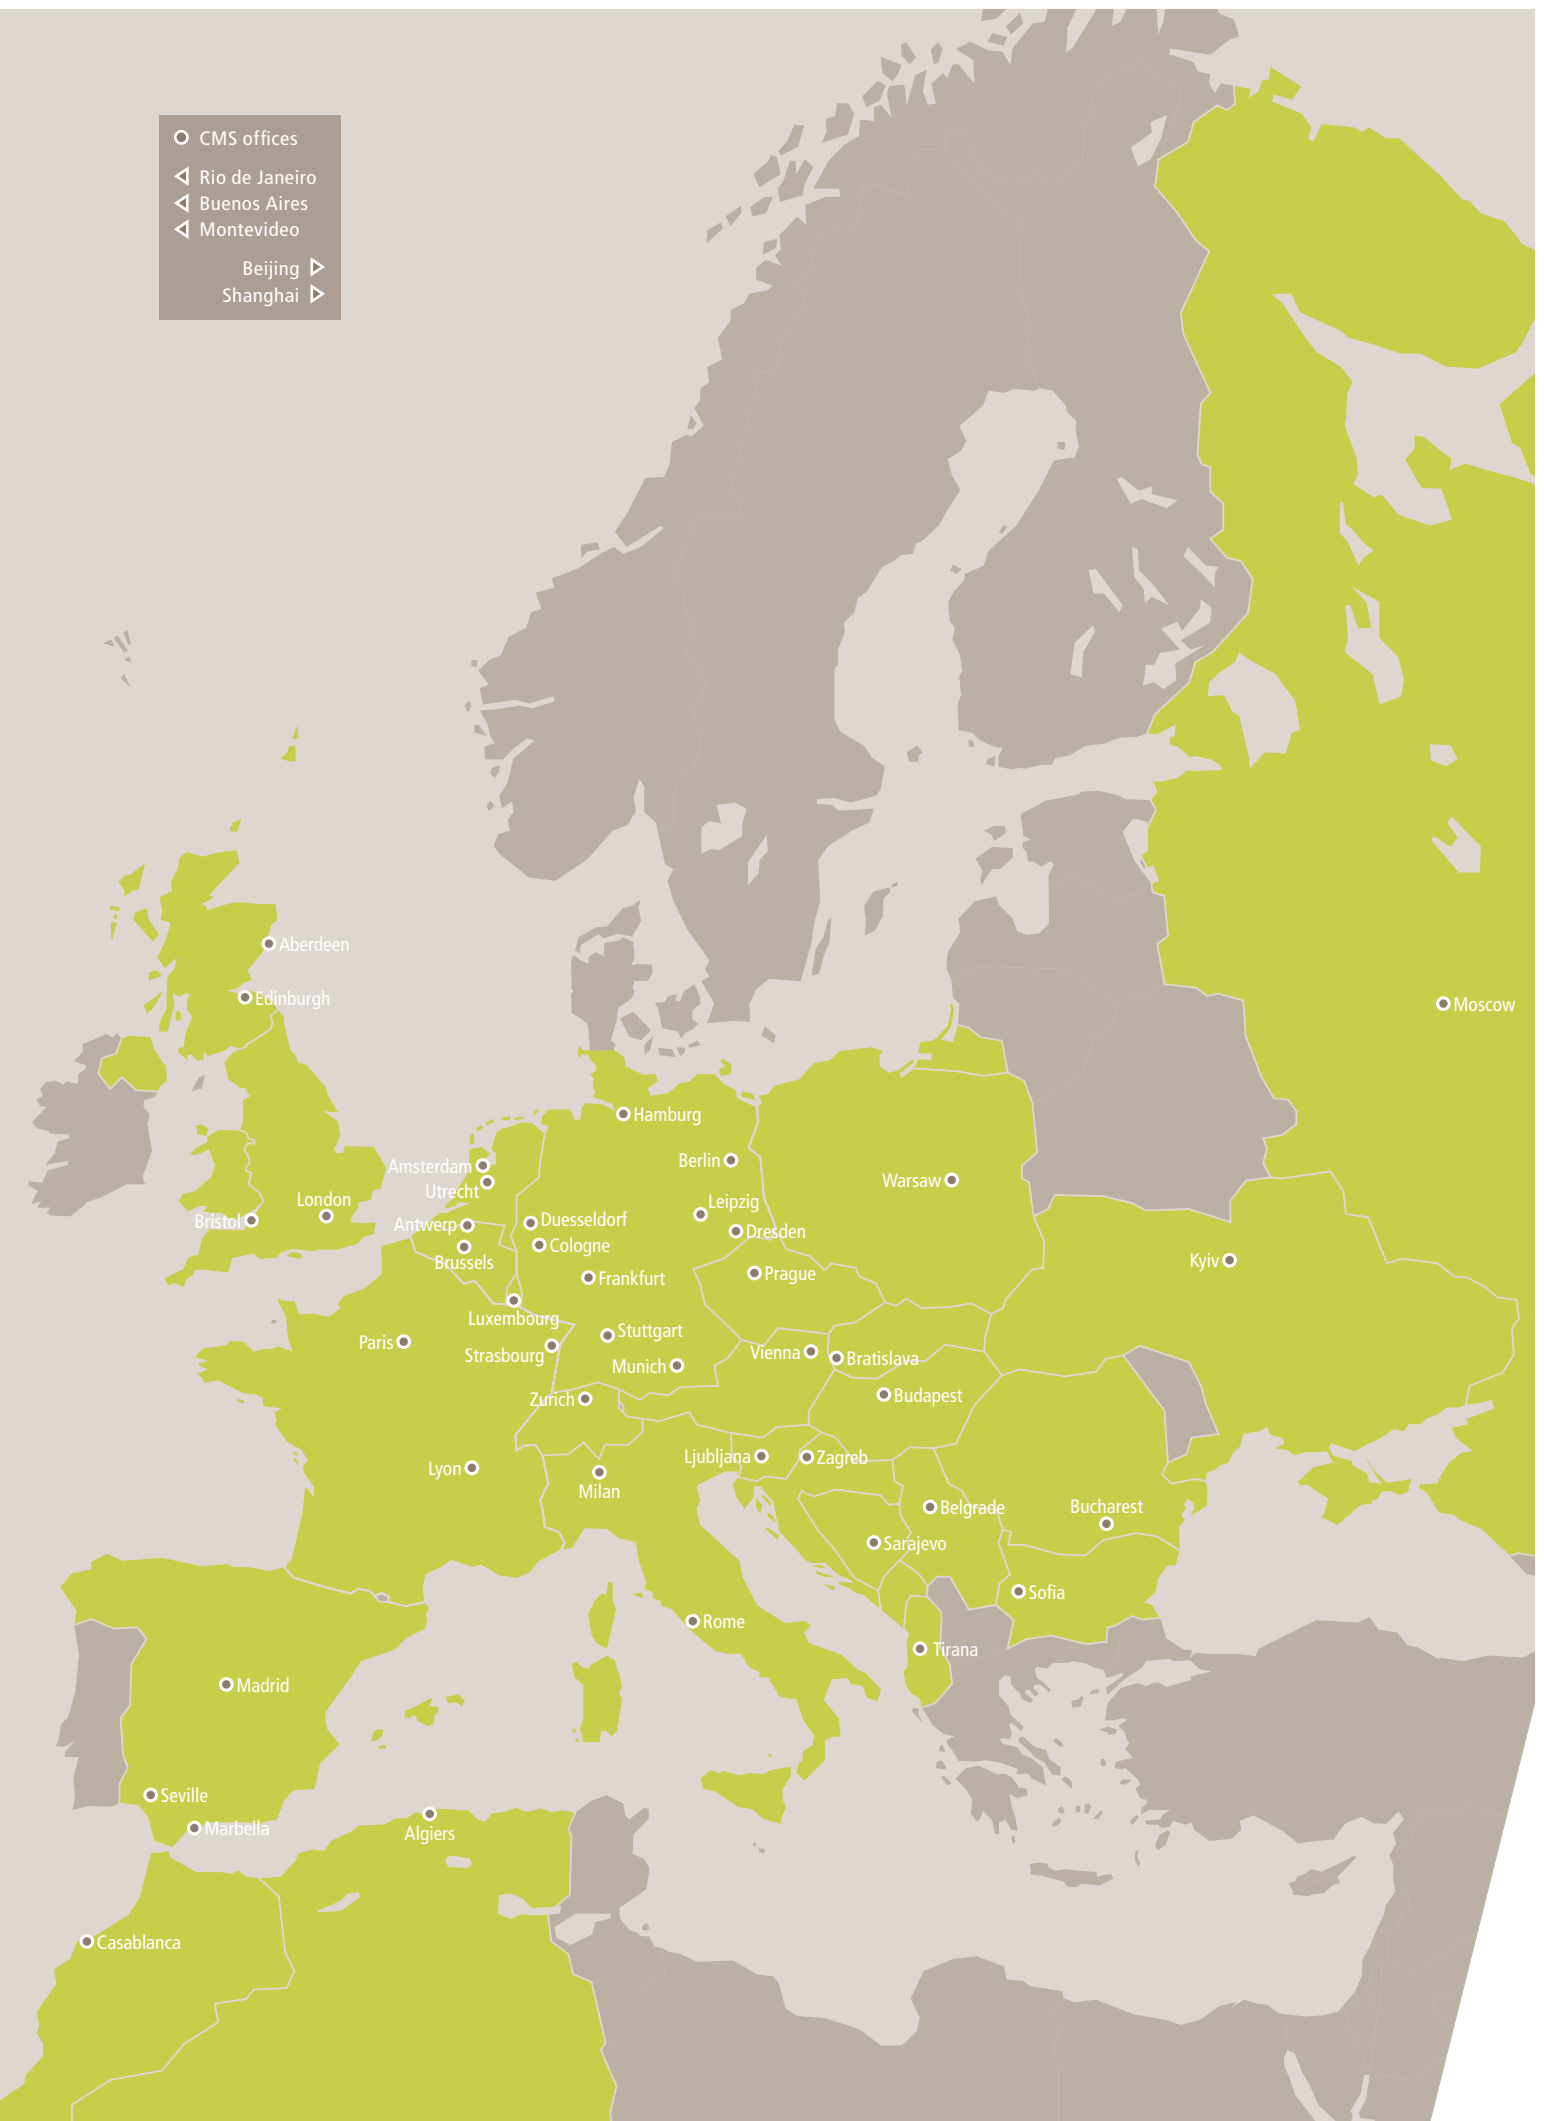 CMS offices
Rio de Janeiro
Buenos Aires
Montevideo
Beijing
Shanghai
Aberdeen
Edinburgh
Moscow
Hamburg
Berlin
Amsterdam
Utrecht
Warsaw
London
Bristol
Leipzig
Antwerp
Duesseldorf
Dresden
Brussels
Cologne
Kyiv
Frankfurt
Prague
Luxembourg
Paris
Stuttgart
Strasbourg
Munich
Vienna
Bratislava
Zurich
Budapest
Lyon
Ljubljana
Zagreb
Milan
Belgrade
Bucharest
Sarajevo
Sofia
Rome
Tirana
Madrid
Seville
Marbella
Algiers
Casablanca